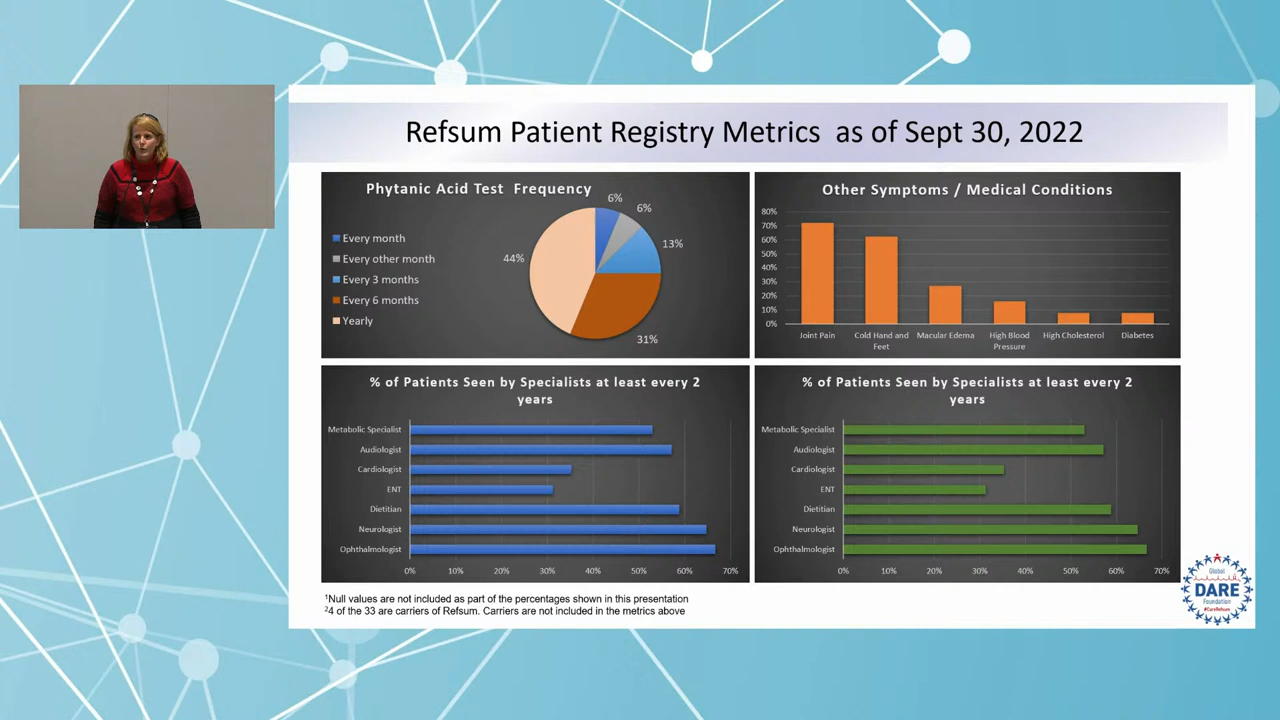 Refsum Patient Registry Metrics as of Sept 30, 2022
Phytanic Acid Test Frequency
Every month
Every other month
Every 3 months
Every 6 months
Yearly
6%
6%
13%
31%
44%
Other Symptoms / Medical Conditions
80%
70%
60%
50%
40%
30%
20%
10%
0%
Joint Pain
Cold Hand and
Feet
Macular Edema
High Blood
Pressure
High Cholesterol
Diabetes
% of Patients Seen by Specialists at least every 2
years
Metabolic Specialist
Audiologist
Cardiologist
ENT
Dietitian
Neurologist
Ophthalmologist
0% 10% 20% 30% 40% 50% 60% 70%
% of Patients Seen by Specialists at least every 2
years
Metabolic Specialist
Audiologist
Cardiologist
ENT
Dietitian
Neurologist
Ophthalmologist
0% 10% 20% 30% 40% 50% 60% 70%
¹Null values are not included as part of the percentages shown in this presentation
²4 of the 33 are carriers of Refsum. Carriers are not included in the metrics above
Global
DARE
Foundation
#CureRefsum